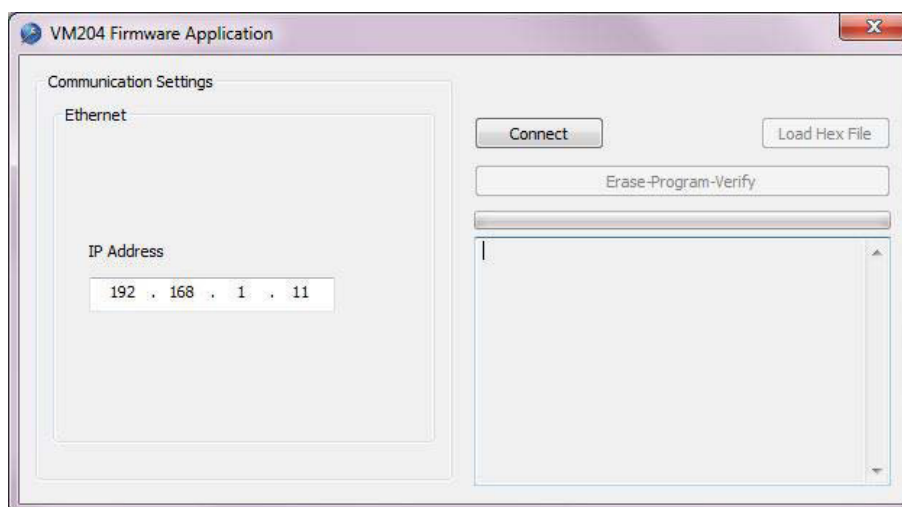 VM204 Firmware Application
Communication Settings
Ethernet
IP Address
192 . 168 . 1 . 11
Connect
Load Hex File
Erase-Program-Verify